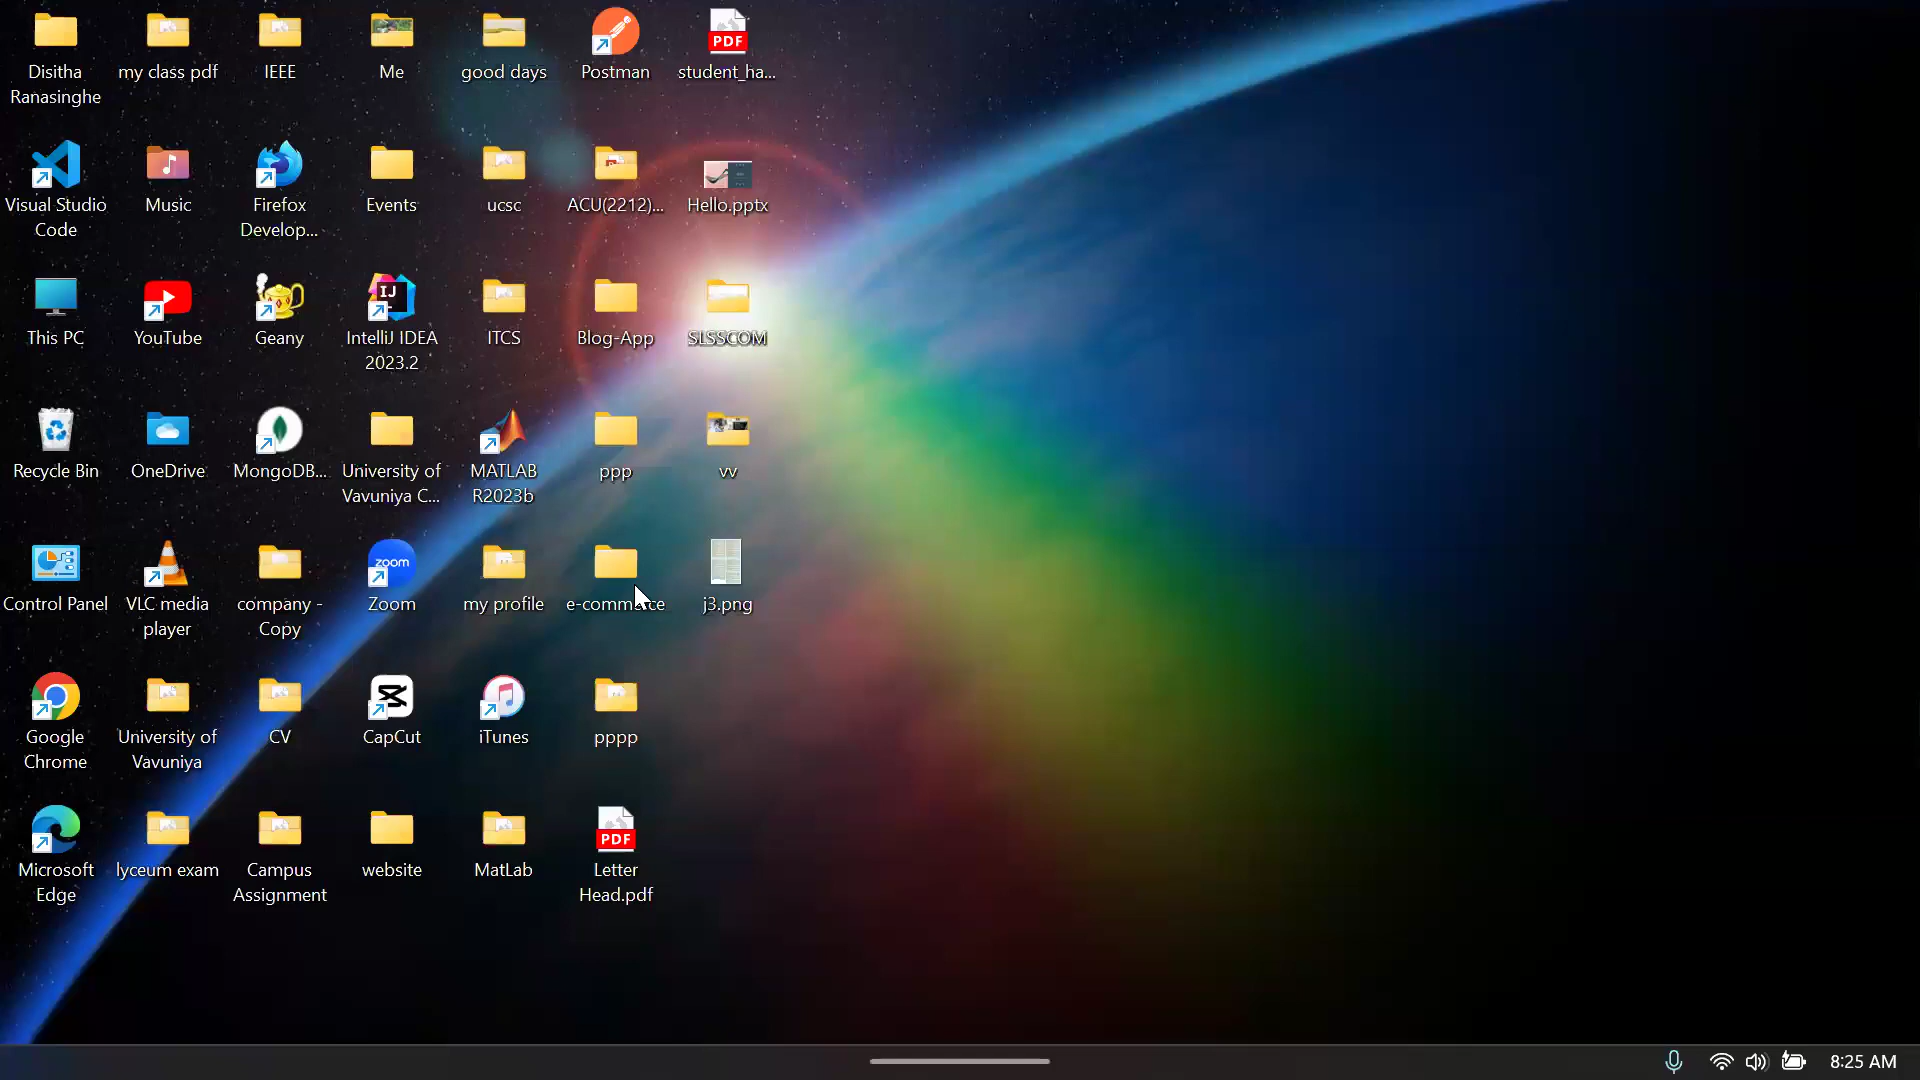 Disitha
Ranasinghe
my class pdf
IEEE
Me
good days
Postman
PDF
student_ha...
Visual Studio
Code
Music
Firefox
Develop...
Events
ucsc
ACU(2212)...
Hello.pptx
This PC
YouTube
Geany
IJ
IntelliJ IDEA
2023.2
ITCS
Blog-App
SLSSCOM
Recycle Bin
OneDrive
MongoDB...
University of
Vavuniya C...
MATLAB
R2023b
ppp
vv
Control Panel
VLC media
player
company -
Copy
zoom
Zoom
my profile
e-commerce
j3.png
Google
Chrome
University of
Vavuniya
CV
CapCut
iTunes
pppp
Microsoft
Edge
lyceum exam
Campus
Assignment
website
MatLab
PDF
Letter
Head.pdf
8:25 AM